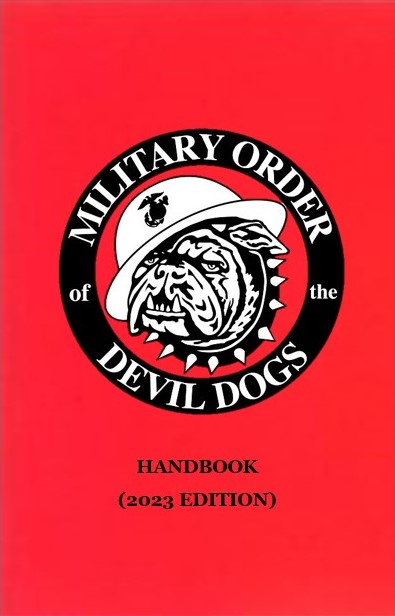 MILITARY ORDER
of the
DEVIL DOGS
HANDBOOK
(2023 EDITION)